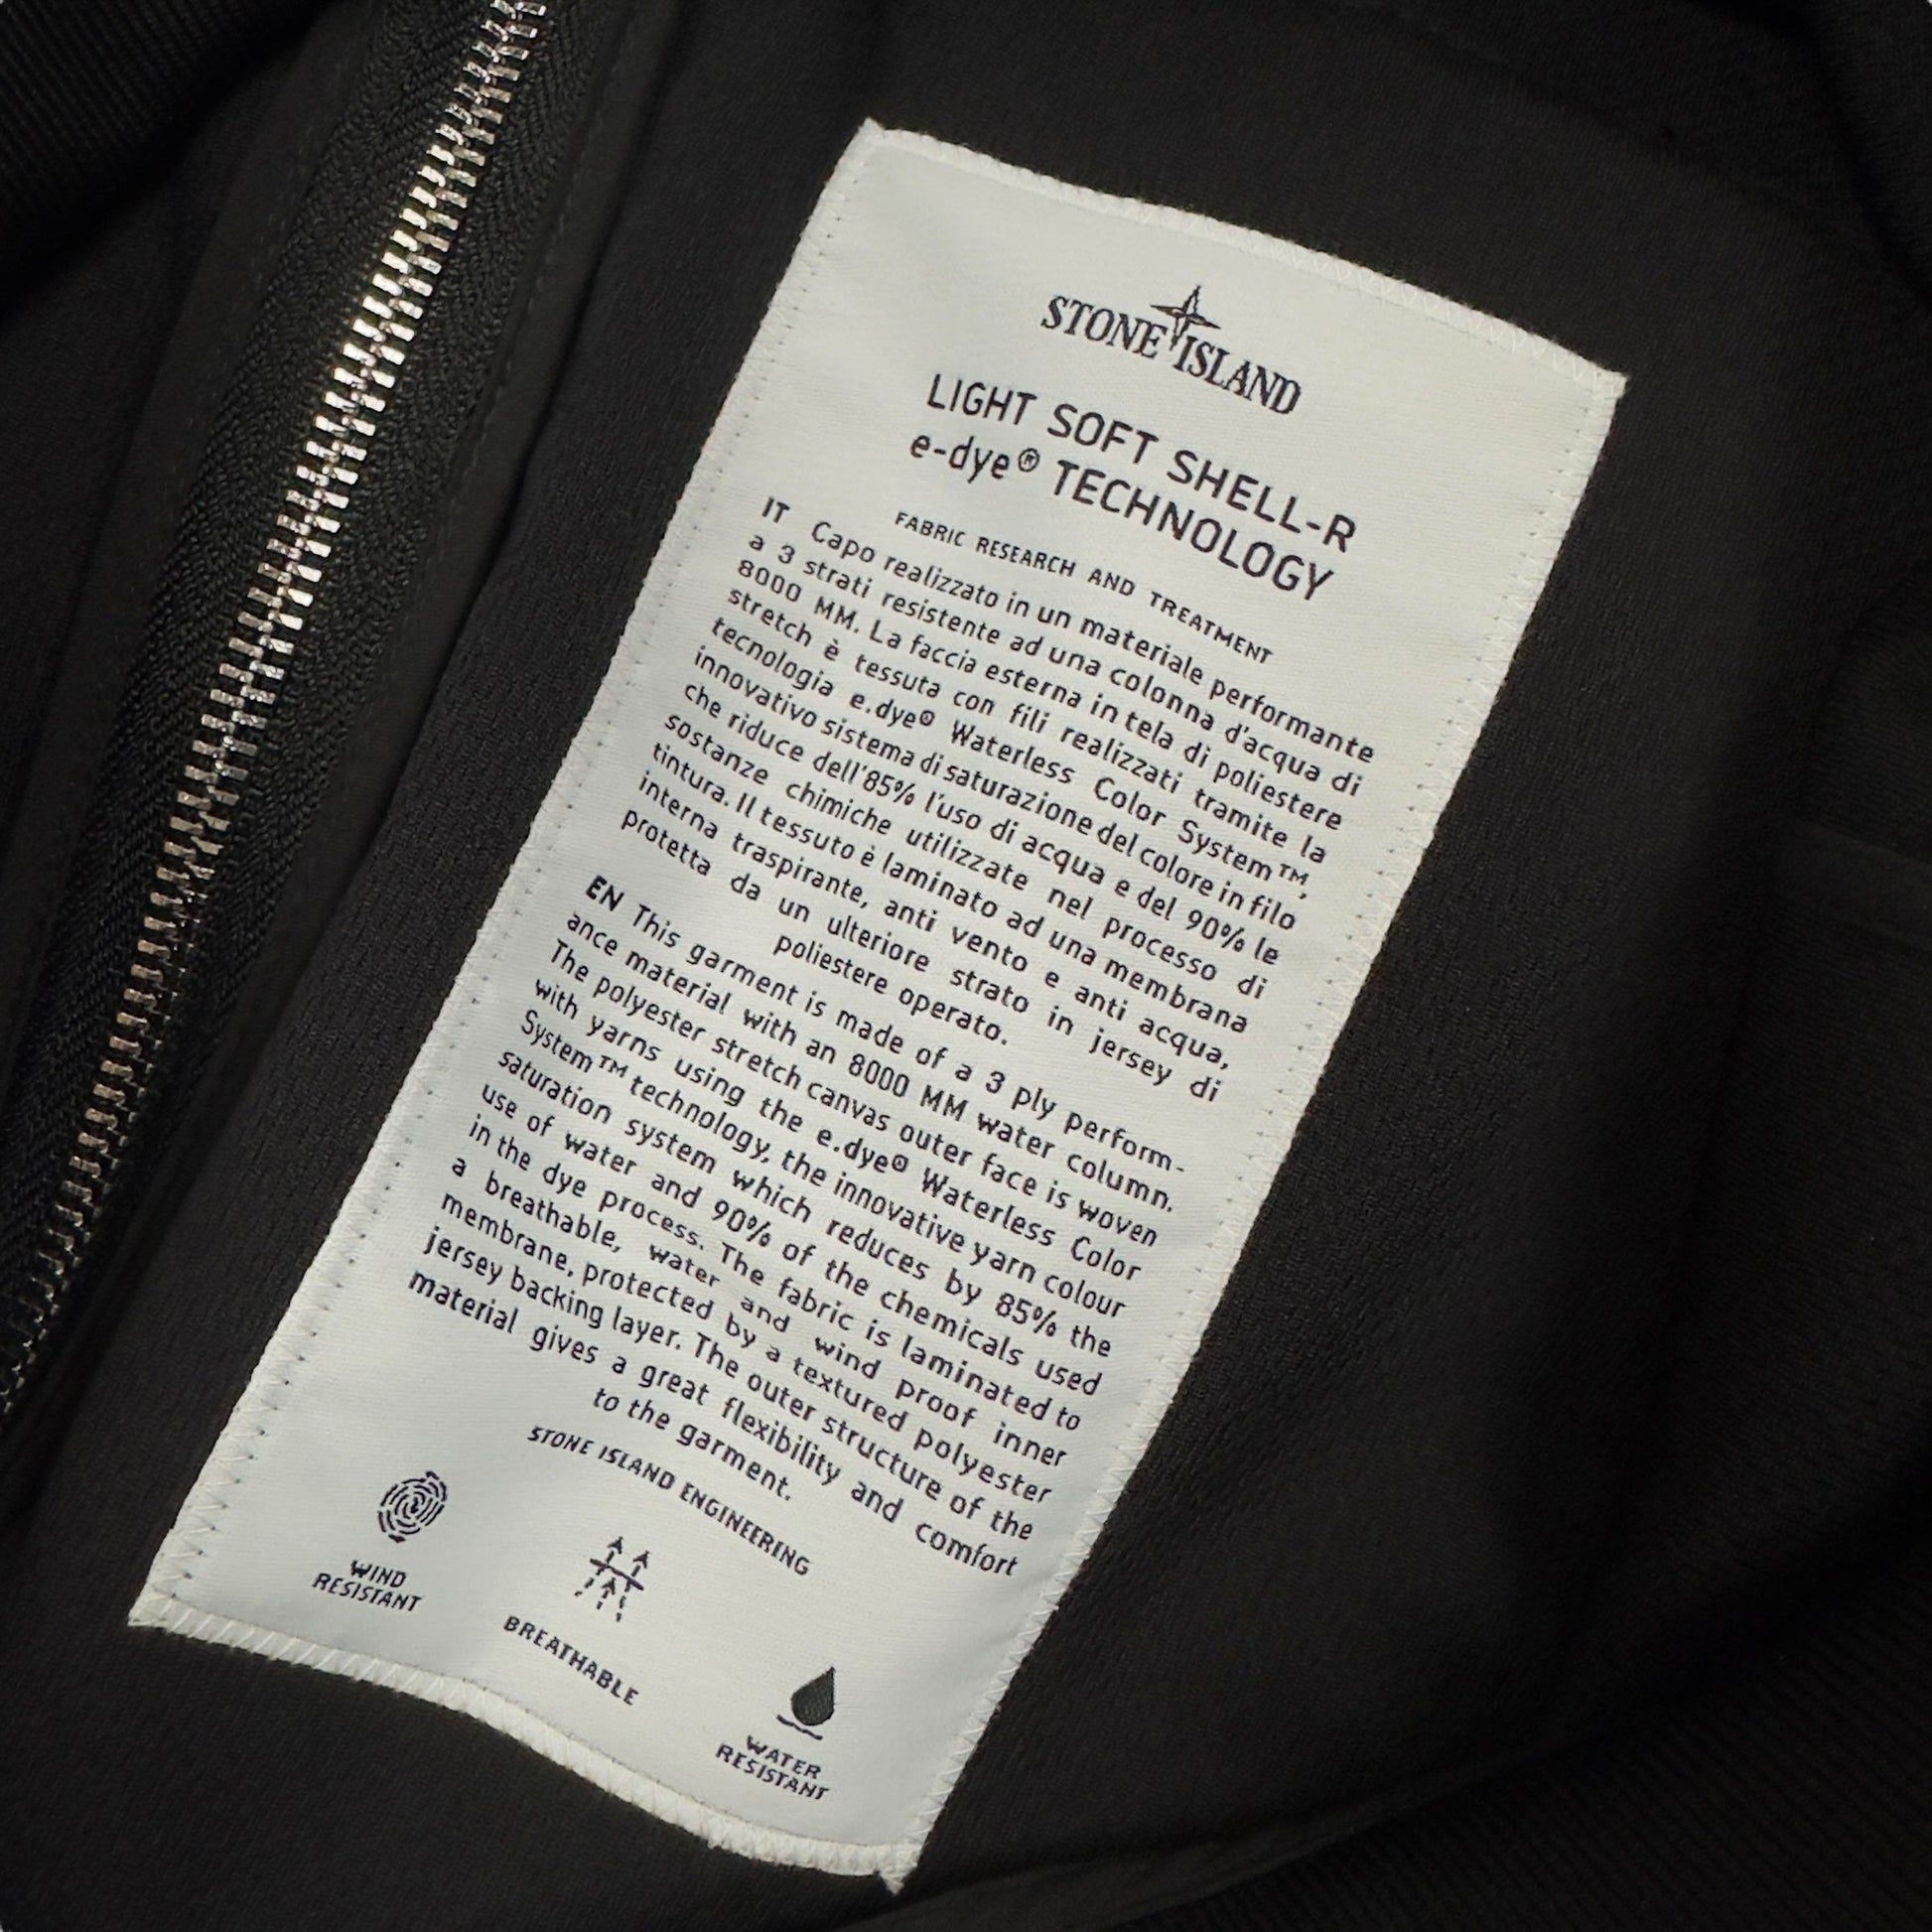 STONE ISLAND
LIGHT SOFT SHELL-R
e-dye® TECHNOLOGY
FABRIC RESEARCH AND TREATMENT
IT Capo realizzato in un materiale performante
a 3 strati resistente ad una colonna d'acqua di
8000 MM. La faccia esterna in tela di poliestere
stretch è tessuta con fili realizzati tramite la
tecnologia e.dye® Waterless Color System™,
innovativo sistema di saturazione del colore in filo
che riduce dell'85% l'uso di acqua e del 90% le
sostanze chimiche utilizzate nel processo di
tintura. Il tessuto è laminato ad una membrana
interna traspirante, anti vento e anti acqua,
protetta da un ulteriore strato in jersey di
poliestere operato.
EN This garment is made of a 3 ply perform-
ance material with an 8000 MM water column.
The polyester stretch canvas outer face is woven
with yarns using the e.dye® Waterless Color
System™ technology, the innovative yarn colour
saturation system which reduces by 85% the
use of water and 90% of the chemicals used
in the dye process. The fabric is laminated to
a breathable, water and wind proof inner
membrane, protected by a textured polyester
jersey backing layer. The outer structure of the
material gives a great flexibility and comfort
to the garment.
STONE ISLAND ENGINEERING
WIND
RESISTANT
BREATHABLE
WATER
RESISTANT